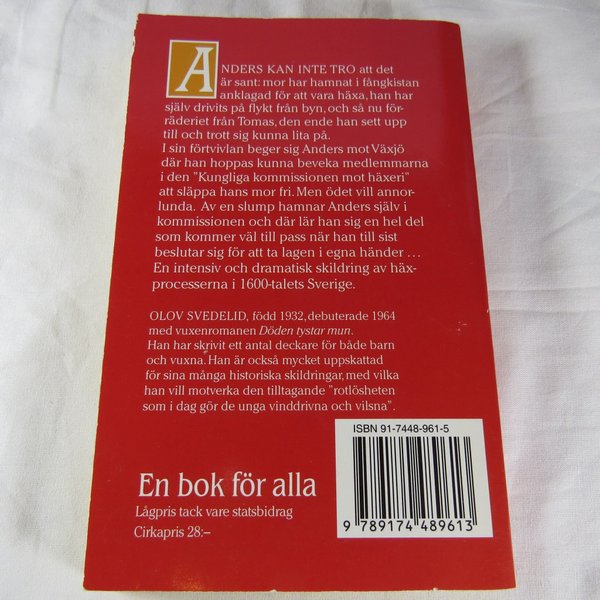 ANDERS KAN INTE TRO att det
är sant: mor har hamnat i fångkistan
anklagad för att vara häxa, han har
själv drivits på flykt från byn, och så nu för-
räderiet från Tomas, den ende han sett upp
till och trott sig kunna lita på.
I sin förtvivlan beger sig Anders mot Växjö
där han hoppas kunna beveka medlemmarna
i den "Kungliga kommissionen mot häxeri"
att släppa hans mor fri. Men ödet vill annor-
lunda. Av en slump hamnar Anders själv i
kommissionen och där lär han sig en hel del
som kommer väl till pass när han till sist
beslutar sig för att ta lagen i egna händer ...
En intensiv och dramatisk skildring av häx-
processerna i 1600-talets Sverige.
OLOV SVEDELID, född 1932, debuterade 1964
med vuxenromanen Döden tystar mun.
Han har skrivit ett antal deckare för både barn
och vuxna. Han är också mycket uppskattad
för sina många historiska skildringar, med vilka
han vill motverka den tilltagande "rotlösheten
som i dag gör de unga vinddrivna och vilsna".
ISBN 91-7448-961-5
9 789174 489613
En bok för alla
Lågpris tack vare statsbidrag
Cirkapris 28:–